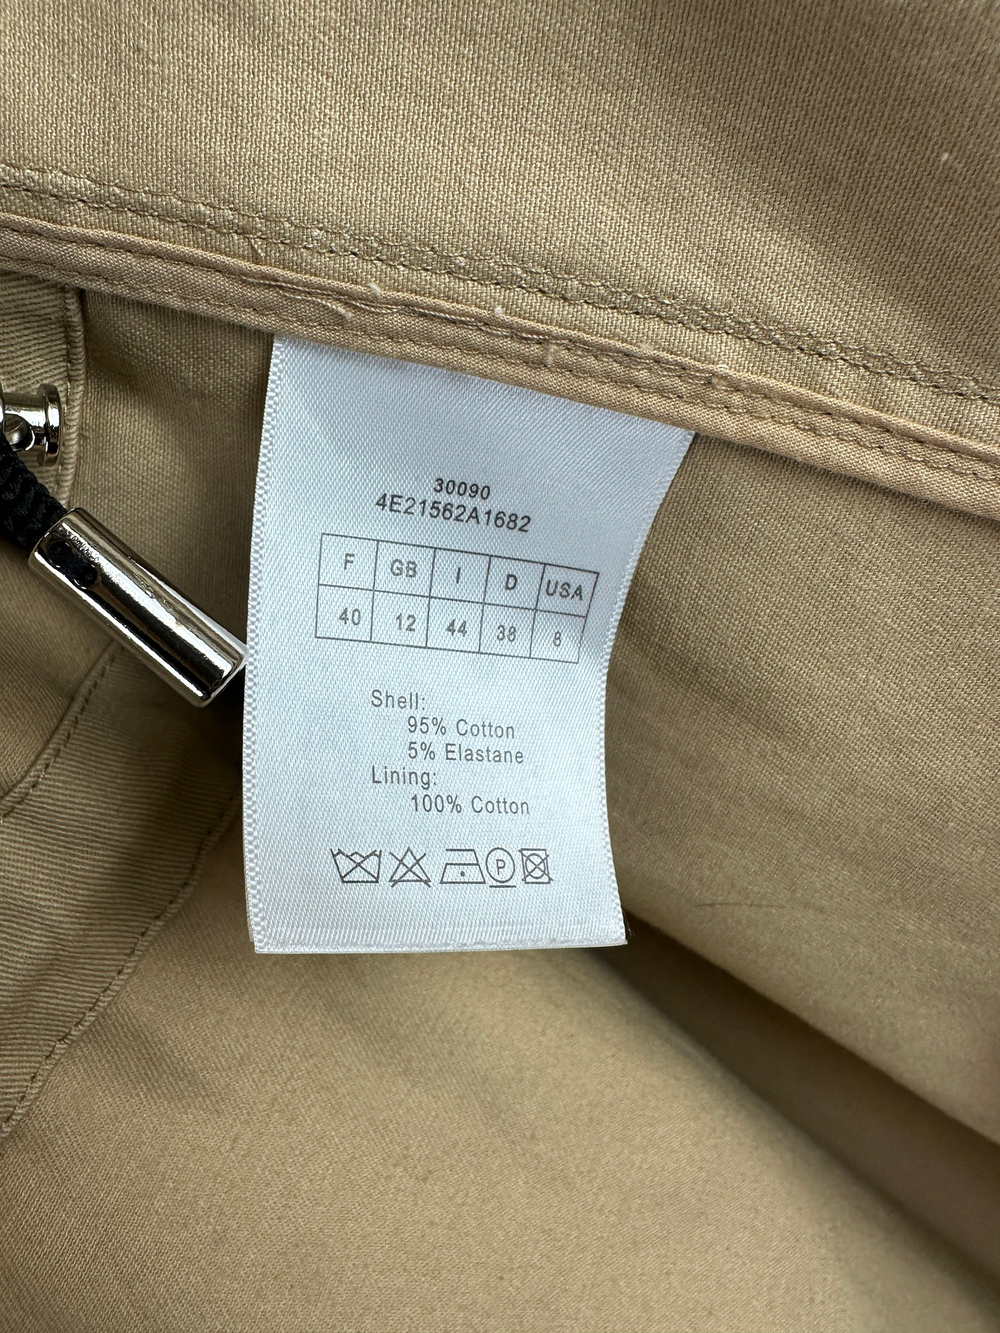 30090
4E21562A1682
F GB I D USA
40 12 44 38 8
Shell:
95% Cotton
5% Elastane
Lining:
100% Cotton
P